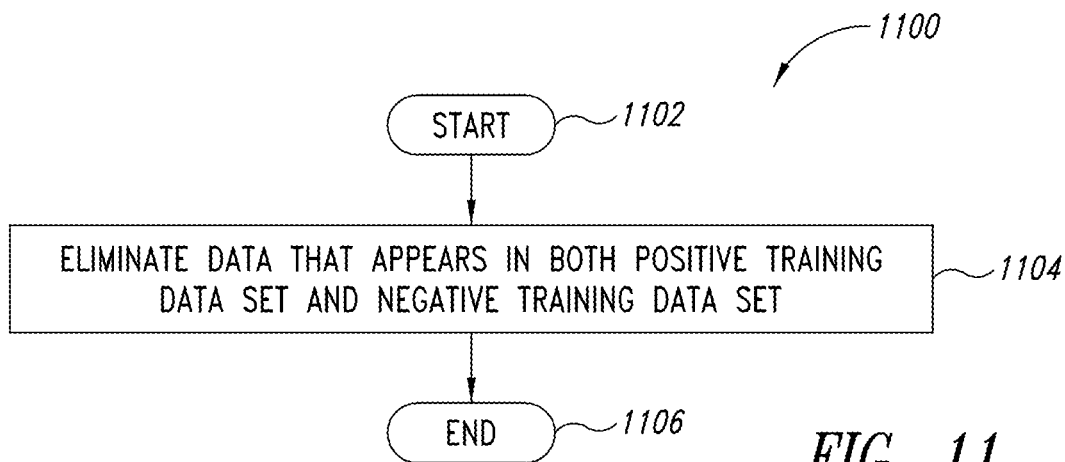 1100
START
1102
ELIMINATE DATA THAT APPEARS IN BOTH POSITIVE TRAINING
DATA SET AND NEGATIVE TRAINING DATA SET
1104
END
1106
FIG. 11